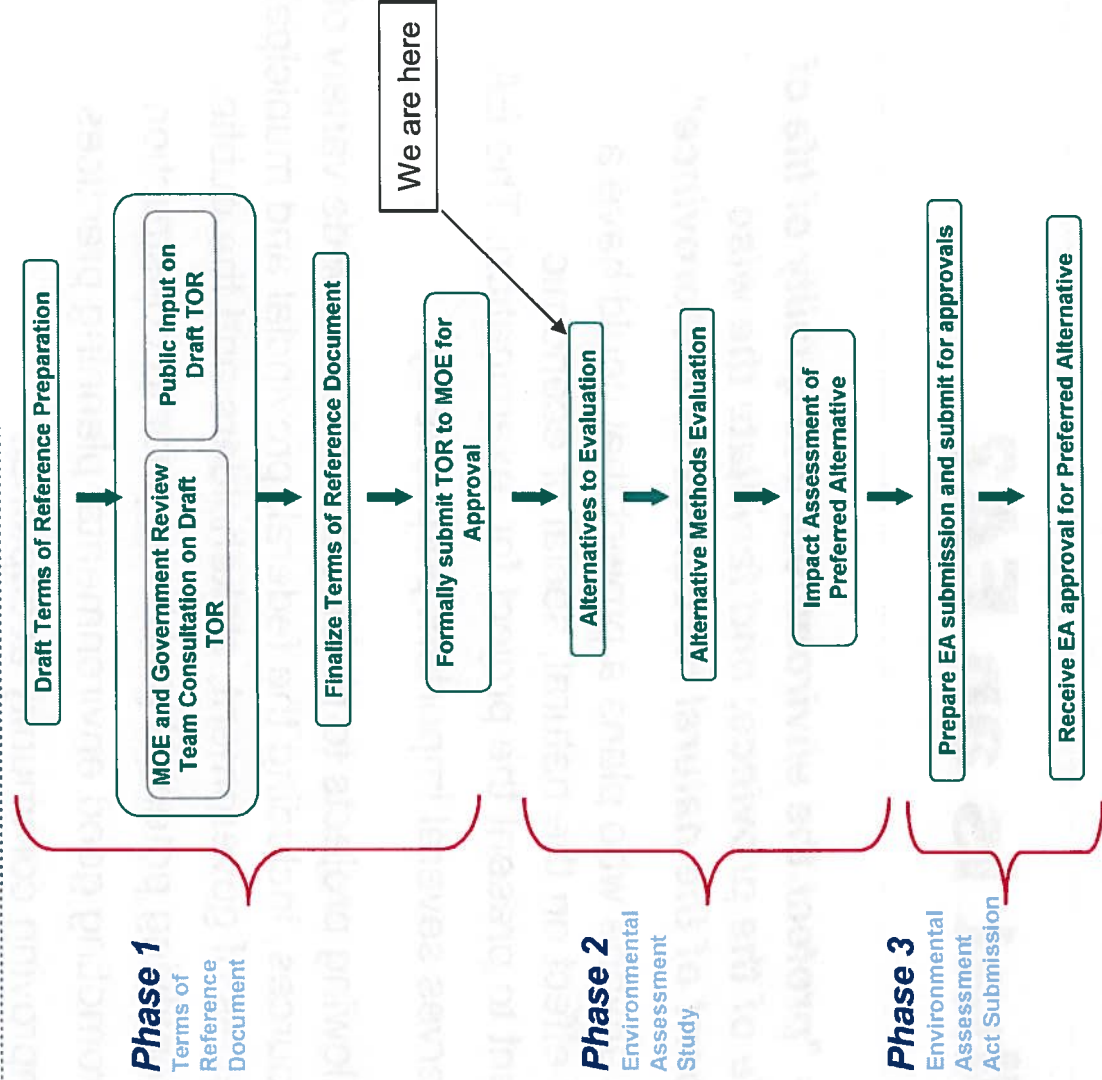 Draft Terms of Reference Preparation
MOE and Government Review
Team Consultation on Draft
TOR
Public Input on
Draft TOR
Finalize Terms of Reference Document
Formally submit TOR to MOE for
Approval
We are here
Alternatives to Evaluation
Alternative Methods Evaluation
Impact Assessment of
Preferred Alternative
Prepare EA submission and submit for approvals
Receive EA approval for Preferred Alternative
Phase 1
Terms of
Reference
Document
Phase 2
Environmental
Assessment
Study
Phase 3
Environmental
Assessment
Act Submission